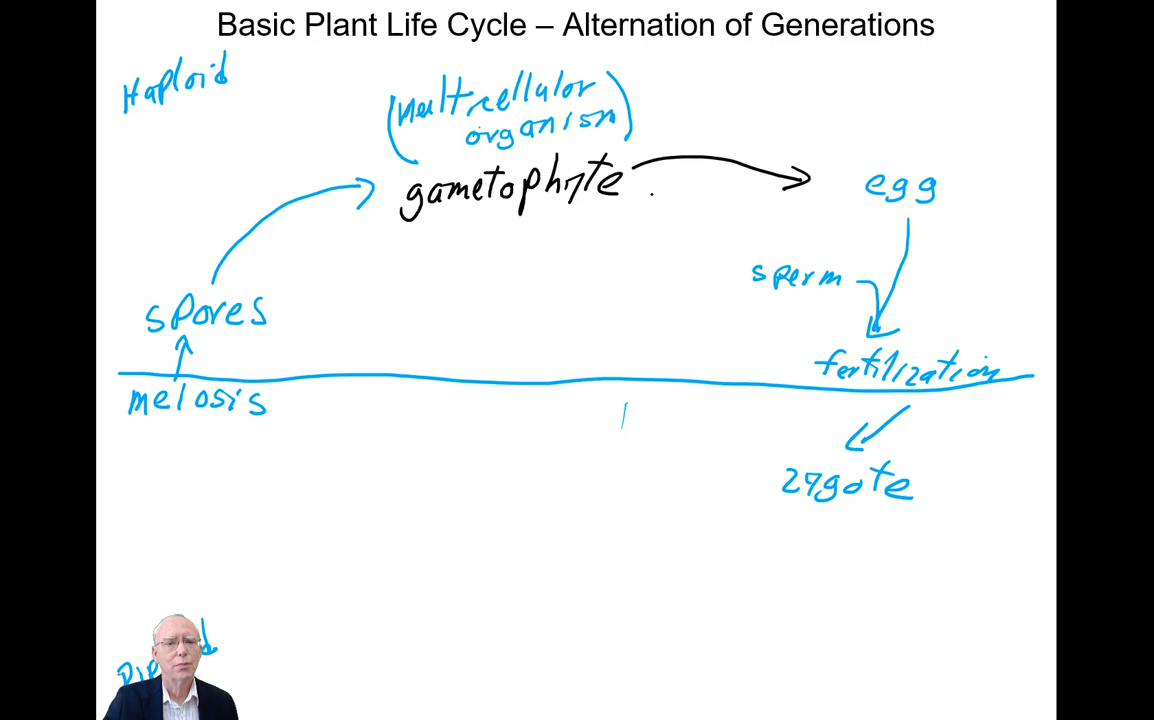 Basic Plant Life Cycle – Alternation of Generations
Haploid
(multicellular
organism)
gametophyte
egg
sperm
spores
fertilization
meiosis
zygote